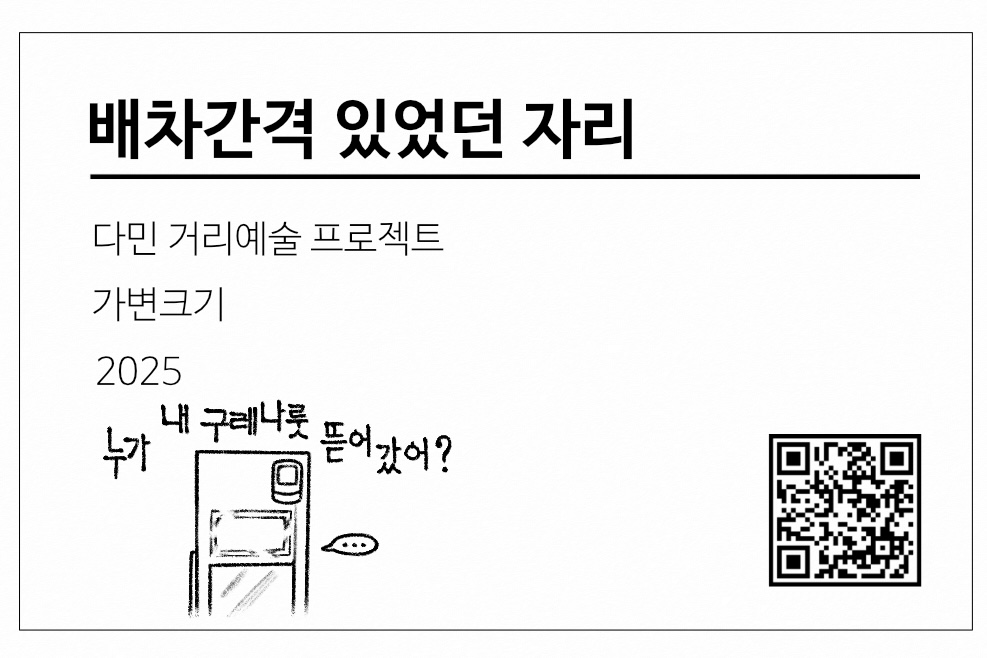 배차간격 있었던 자리
다민 거리예술 프로젝트
가변크기
2025
누가 내 구레나룻 뜯어갔어?
...